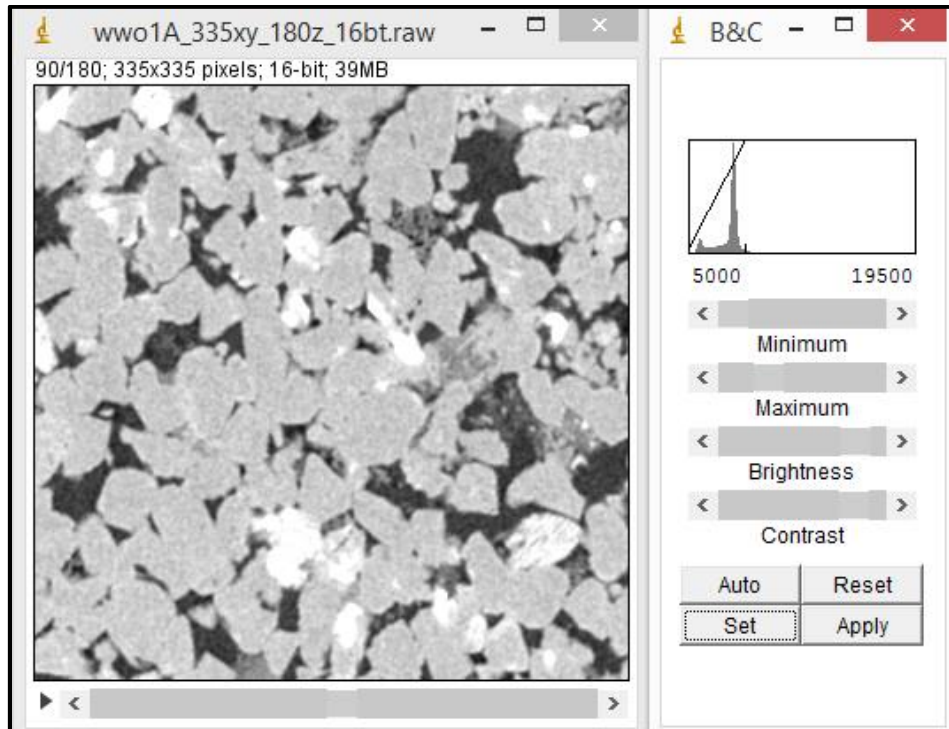 wwo1A_335xy_180z_16bt.raw
90/180; 335x335 pixels; 16-bit; 39MB
B&C
5000 19500
Minimum
Maximum
Brightness
Contrast
Auto Reset
Set Apply